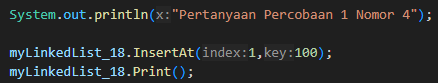 System.out.println(x:"Pertanyaan Percobaan 1 Nomor 4");
myLinkedList_18.InsertAt(index:1,key:100);
myLinkedList_18.Print();